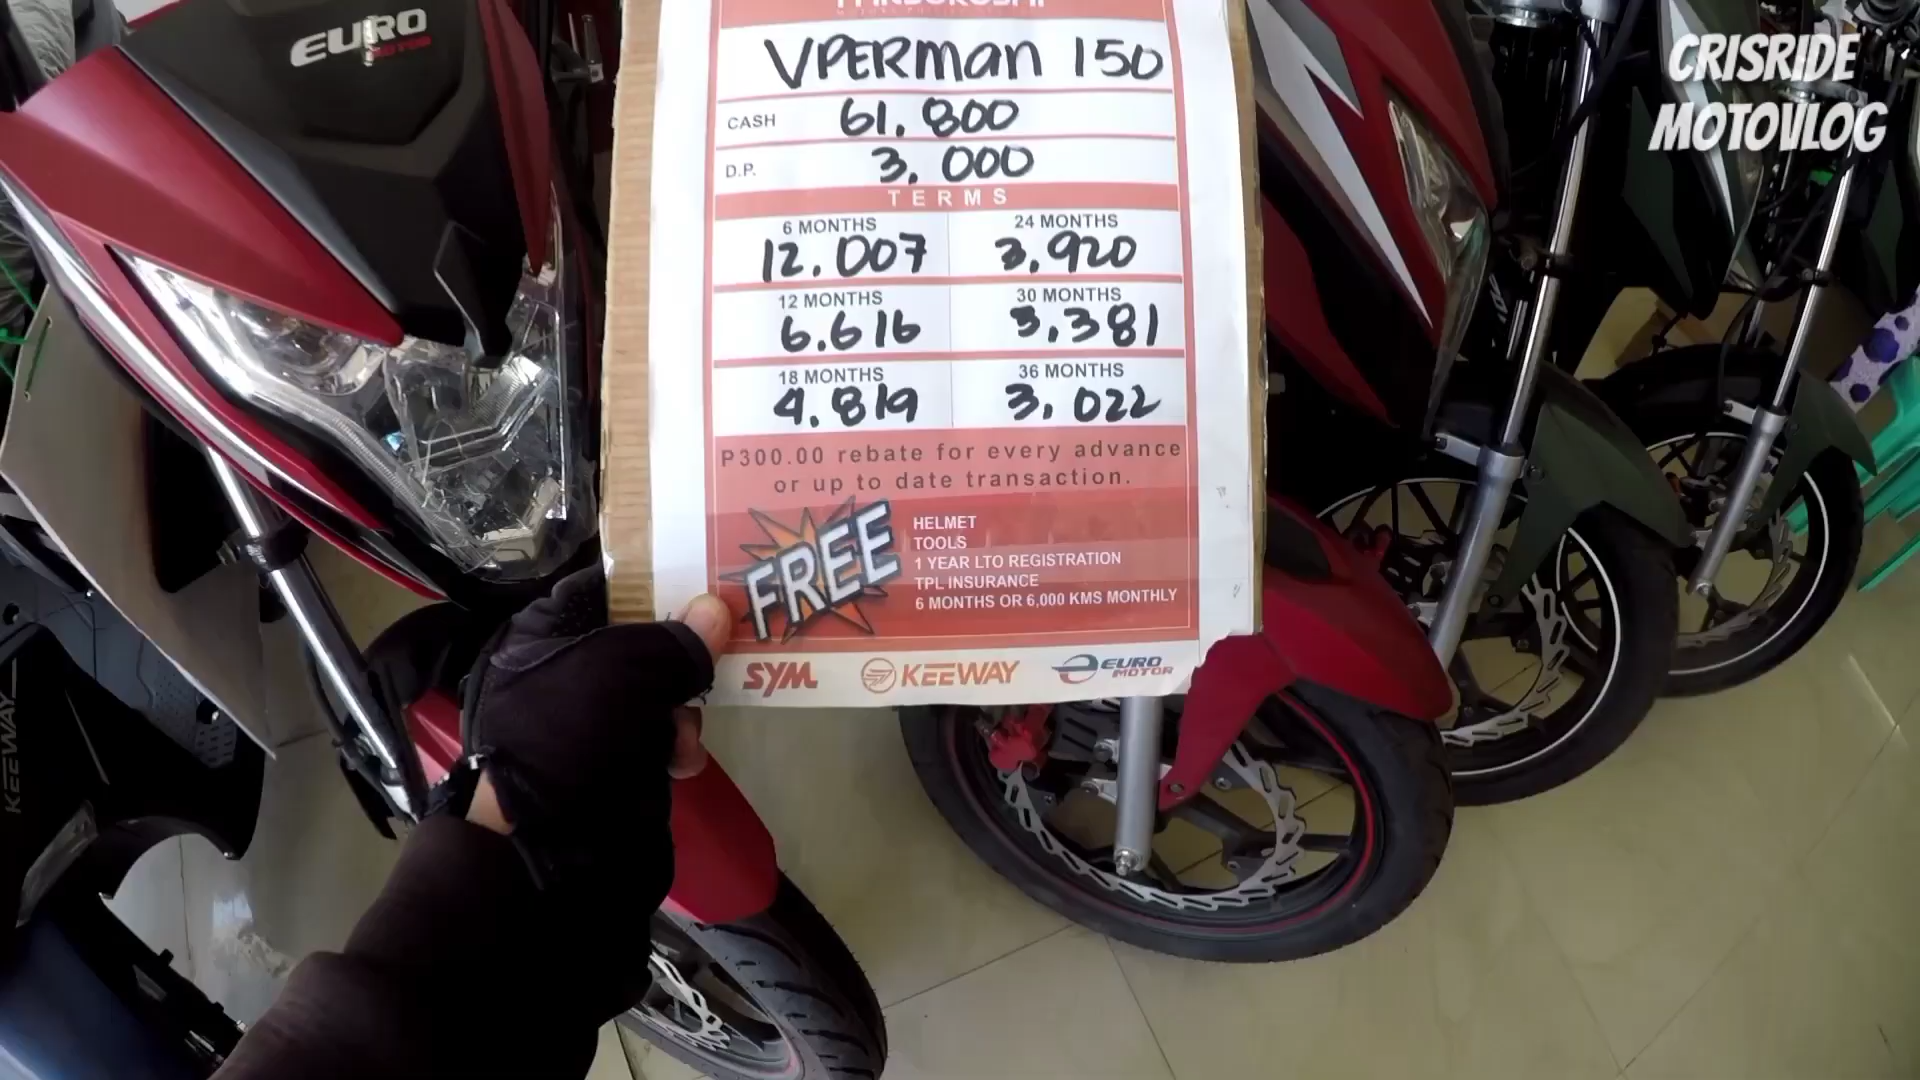 EURO
MOTOR
CRISRIDE
MOTOVLOG
VPERman 150
CASH 61.800
D.P. 3.000
TERMS
6 MONTHS 24 MONTHS
12.007 3.920
12 MONTHS 30 MONTHS
6.616 3.381
18 MONTHS 36 MONTHS
4.819 3.022
P300.00 rebate for every advance
or up to date transaction.
FREE
HELMET
TOOLS
1 YEAR LTO REGISTRATION
TPL INSURANCE
6 MONTHS OR 6,000 KMS MONTHLY
SYM KEEWAY EURO MOTOR
KEEWAY